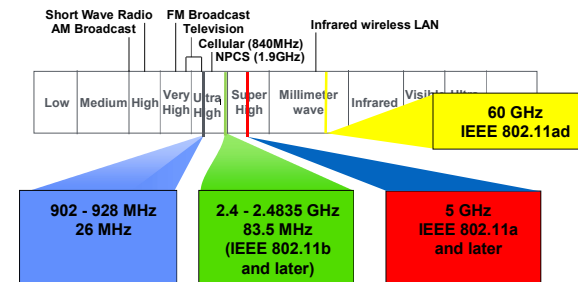 Short Wave Radio
AM Broadcast
FM Broadcast
Television
Infrared wireless LAN
Cellular (840MHz)
NPCS (1.9GHz)
Low
Medium
High
Very
High
Ultra
High
Super
High
Millimeter
wave
Infrared
Visible
60 GHz
IEEE 802.11ad
902 - 928 MHz
26 MHz
2.4 - 2.4835 GHz
83.5 MHz
(IEEE 802.11b
and later)
5 GHz
IEEE 802.11a
and later